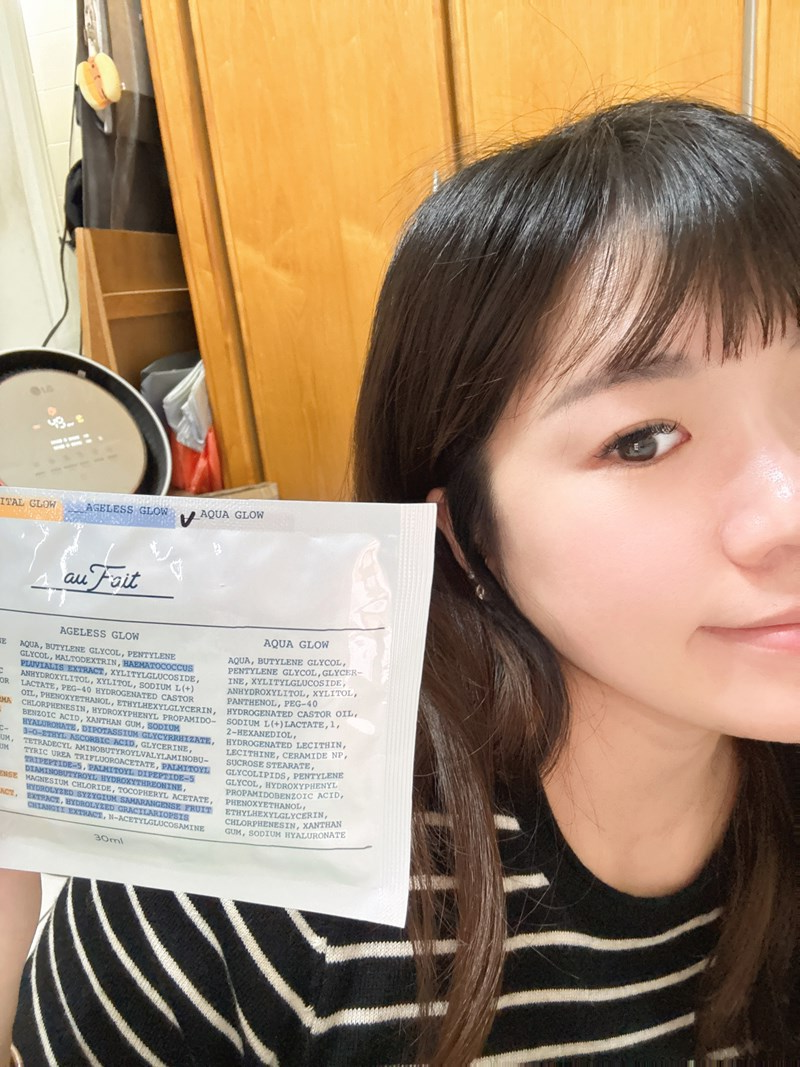 LG
49
ITAL GLOW
AGELESS GLOW
AQUA GLOW
au Fait
AGELESS GLOW
AQUA, BUTYLENE GLYCOL, PENTYLENE
GLYCOL, MALTODEXTRIN, HAEMATOCOCCUS
PLUVIALIS EXTRACT, XYLITYLGLUCOSIDE,
ANHYDROXYLITOL, XYLITOL, SODIUM L(+)
LACTATE, PEG-40 HYDROGENATED CASTOR
OIL, PHENOXYETHANOL, ETHYLHEXYLGLYCERIN,
CHLORPHENESIN, HYDROXYPHENYL PROPAMIDO-
BENZOIC ACID, XANTHAN GUM, SODIUM
HYALURONATE, DIPOTASSIUM GLYCYRRHIZATE,
3-O-ETHYL ASCORBIC ACID, GLYCERINE,
TETRADECYL AMINOBUTYROYLVALYLAMINOBU-
TYRIC UREA TRIFLUOROACETATE, PALMITOYL
TRIPEPTIDE-5, PALMITOYL DIPEPTIDE-5
DIAMINOBUTYROYL HYDROXYTHREONINE,
MAGNESIUM CHLORIDE, TOCOPHERYL ACETATE,
HYDROLYZED SYZYGIUM SAMARANGENSE FRUIT
EXTRACT, HYDROLYZED GRACILARIOPSIS
CHIANGII EXTRACT, N-ACETYLGLUCOSAMINE
AQUA GLOW
AQUA, BUTYLENE GLYCOL,
PENTYLENE GLYCOL,GLYCER-
INE, XYLITYLGLUCOSIDE,
ANHYDROXYLITOL, XYLITOL,
PANTHENOL, PEG-40
HYDROGENATED CASTOR OIL,
SODIUM L(+)LACTATE,1,
2-HEXANEDIOL,
HYDROGENATED LECITHIN,
LECITHINE, CERAMIDE NP,
SUCROSE STEARATE,
GLYCOLIPIDS, PENTYLENE
GLYCOL, HYDROXYPHENYL
PROPAMIDOBENZOIC ACID,
PHENOXYETHANOL,
ETHYLHEXYLGLYCERIN,
CHLORPHENESIN, XANTHAN
GUM, SODIUM HYALURONATE
30ml